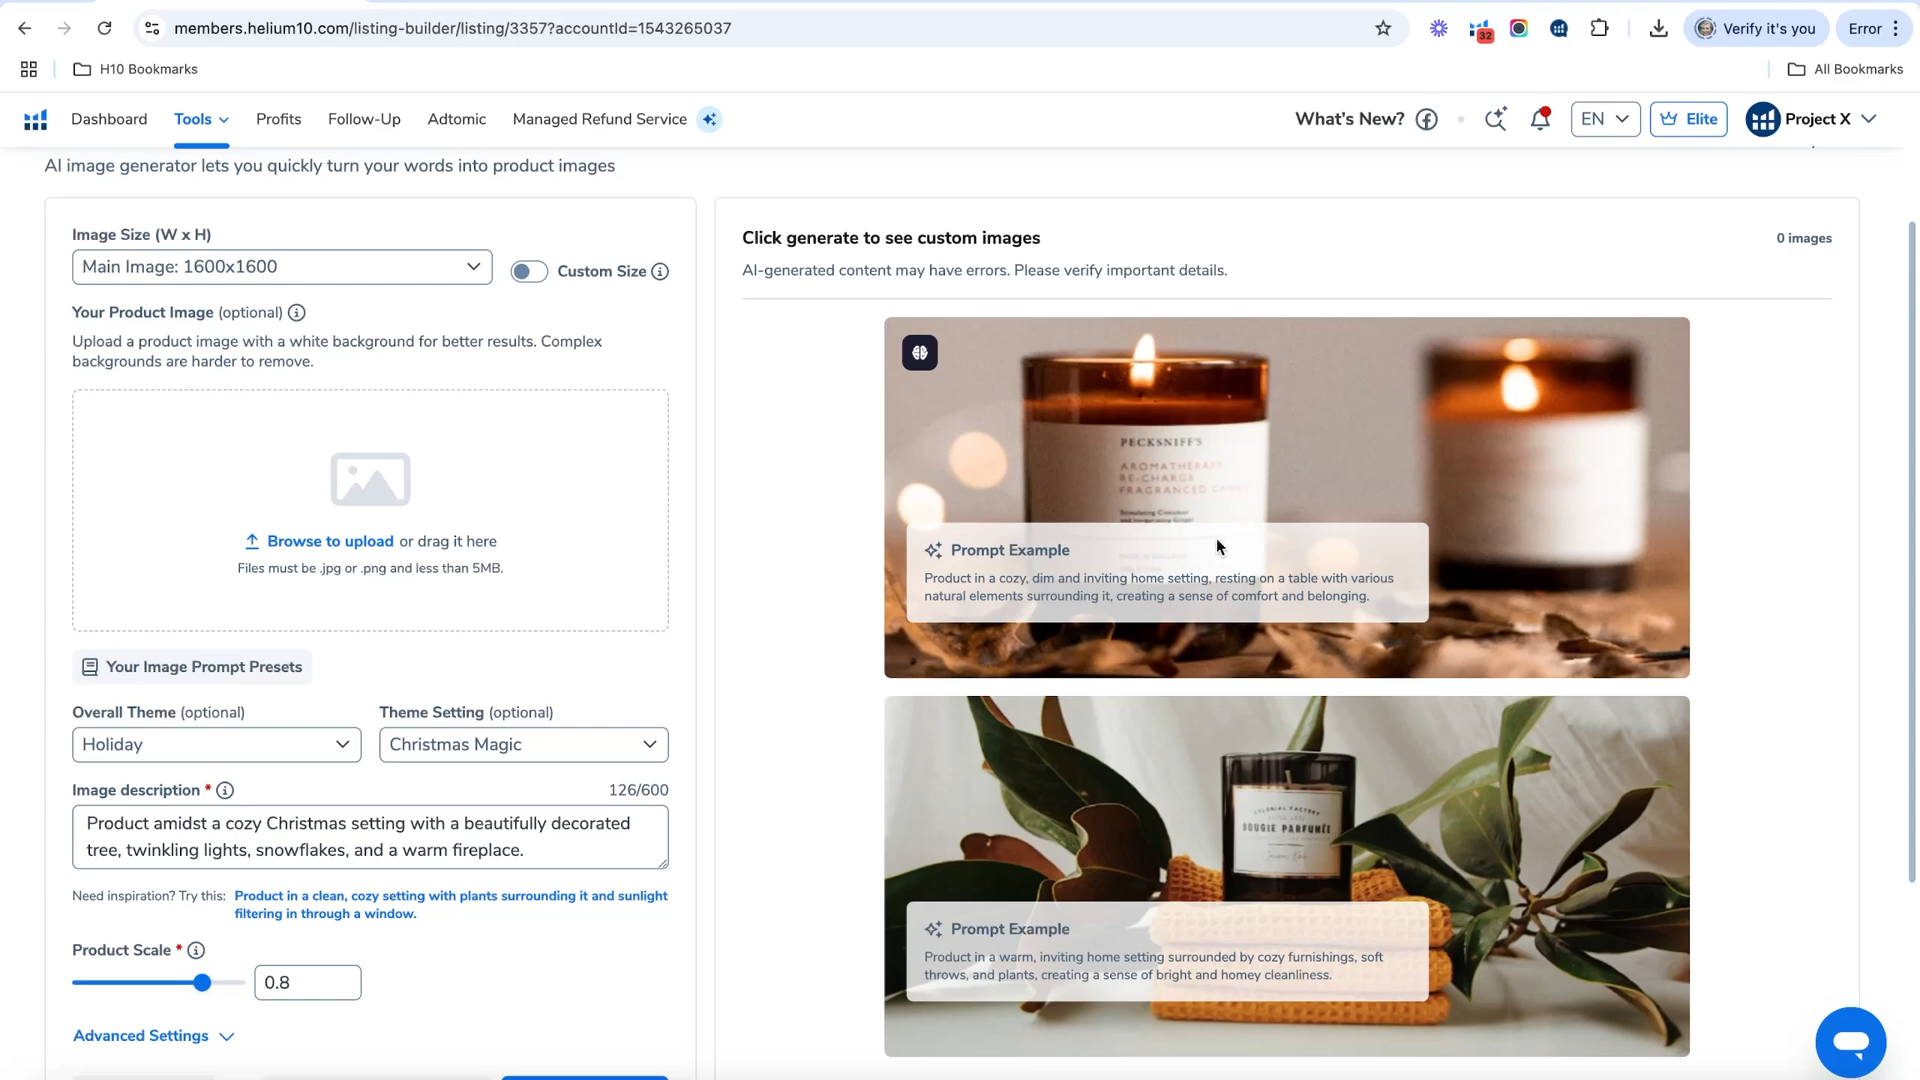 members.helium10.com/listing-builder/listing/3357?accountId=1543265037
32
Verify it's you
Error
H10 Bookmarks
All Bookmarks
Dashboard
Tools
Profits
Follow-Up
Adtomic
Managed Refund Service
What's New?
EN
Elite
Project X
AI image generator lets you quickly turn your words into product images
Image Size (W x H)
Main Image: 1600x1600
Custom Size
Your Product Image (optional)
Upload a product image with a white background for better results. Complex
backgrounds are harder to remove.
Browse to upload or drag it here
Files must be .jpg or .png and less than 5MB.
Your Image Prompt Presets
Overall Theme (optional)
Theme Setting (optional)
Holiday
Christmas Magic
Image description *
126/600
Product amidst a cozy Christmas setting with a beautifully decorated
tree, twinkling lights, snowflakes, and a warm fireplace.
Need inspiration? Try this: Product in a clean, cozy setting with plants surrounding it and sunlight
filtering in through a window.
Product Scale *
0.8
Advanced Settings
Click generate to see custom images
0 images
AI-generated content may have errors. Please verify important details.
PECKSNIFF'S
AROMATHERAPY
RE-CHARGE
FRAGRANCED CANDLE
Prompt Example
Product in a cozy, dim and inviting home setting, resting on a table with various
natural elements surrounding it, creating a sense of comfort and belonging.
COLONIAL FACTORY
BOUGIE PARFUMÉE
Prompt Example
Product in a warm, inviting home setting surrounded by cozy furnishings, soft
throws, and plants, creating a sense of bright and homey cleanliness.